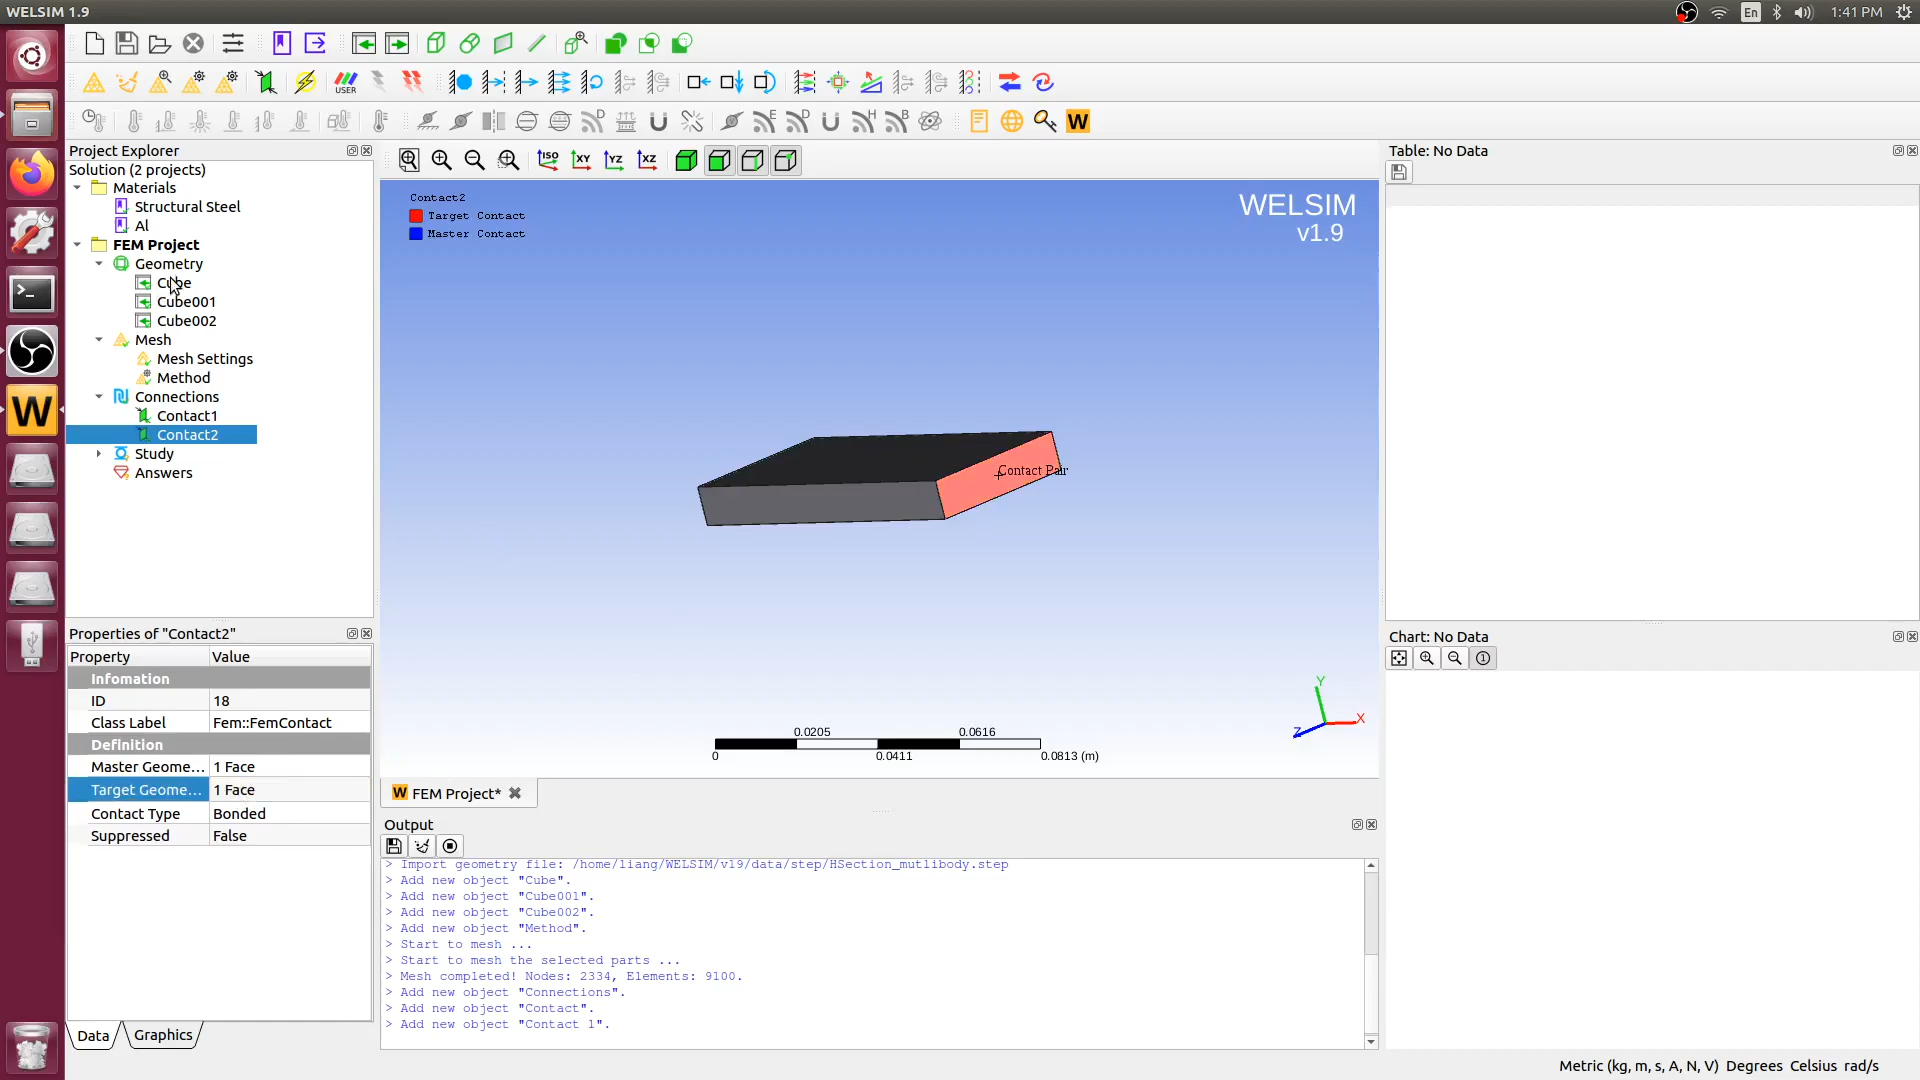 WELSIM 1.9
En
1:41 PM
USER
D
E
D
H
B
W
Project Explorer
Solution (2 projects)
Materials
Structural Steel
Al
FEM Project
Geometry
Cube
Cube001
Cube002
Mesh
Mesh Settings
Method
Connections
Contact1
Contact2
Study
Answers
ISO
XY
YZ
XZ
Contact2
Target Contact
Master Contact
WELSIM
v1.9
Contact Pair
Y
X
Z
0.0205
0.0616
0
0.0411
0.0813 (m)
Table: No Data
Chart: No Data
1
Properties of "Contact2"
Property
Value
Infomation
ID
18
Class Label
Fem::FemContact
Definition
Master Geome...
1 Face
Target Geome...
1 Face
Contact Type
Bonded
Suppressed
False
Data
Graphics
W FEM Project*
Output
> Import geometry file: /home/liang/WELSIM/v19/data/step/HSection_mutlibody.step
> Add new object "Cube".
> Add new object "Cube001".
> Add new object "Cube002".
> Add new object "Method".
> Start to mesh ...
> Start to mesh the selected parts ...
> Mesh completed! Nodes: 2334, Elements: 9100.
> Add new object "Connections".
> Add new object "Contact".
> Add new object "Contact 1".
Metric (kg, m, s, A, N, V) Degrees Celsius rad/s
W